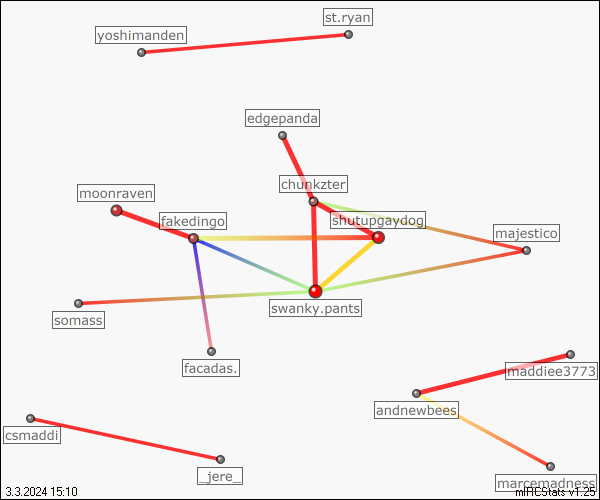 st.ryan
yoshimanden
edgepanda
chunkzter
moonraven
fakedingo
shutupgaydog
majestico
swanky.pants
somass
facadas.
maddiee3773
andnewbees
csmaddi
_jere_
marcemadness
3.3.2024 15:10
mIRCStats v1.25